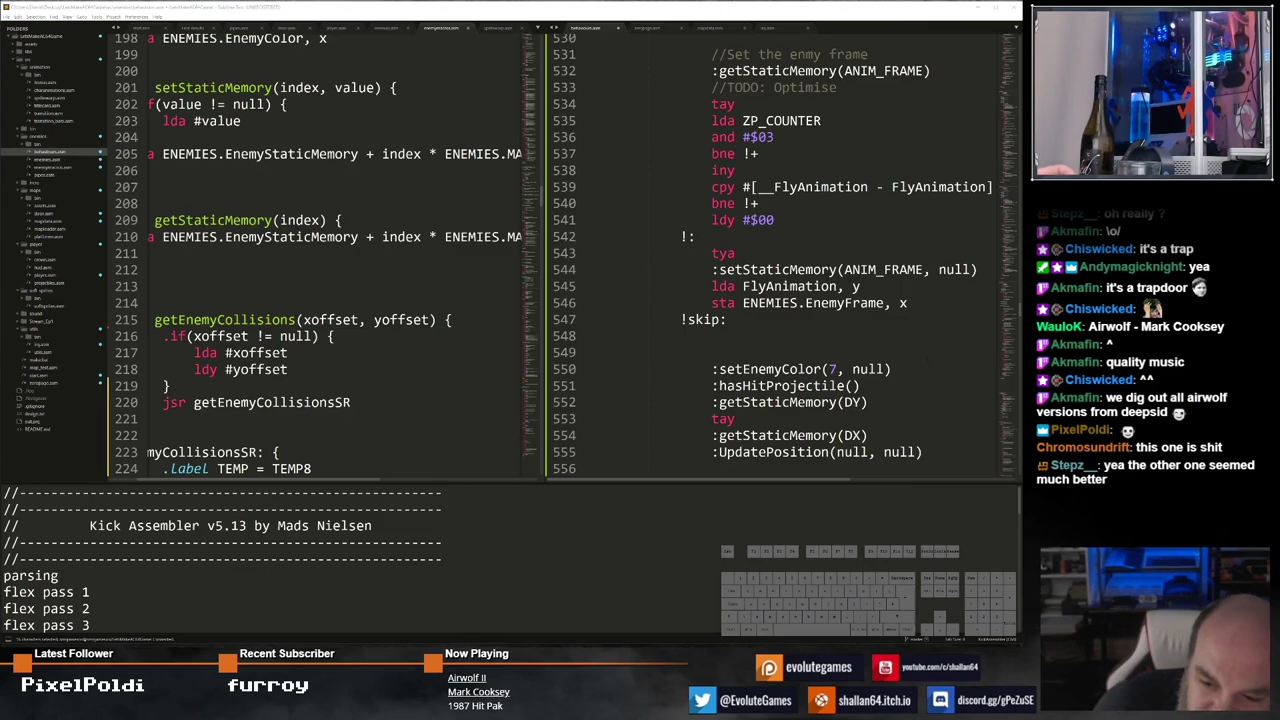 FOLDERS
198
a ENEMIES.EnemyColor, x
199
200
201 setStaticMemory(index, value) {
202 f(value != null) {
203 lda #value
204
205 a ENEMIES.EnemyStaticMemory + index * ENEMIES.MA
206
207
208
209 getStaticMemory(index) {
210 a ENEMIES.EnemyStaticMemory + index * ENEMIES.MA
211
212
213
214
215 getEnemyCollisions(xoffset, yoffset) {
216 .if(xoffset != null) {
217 lda #xoffset
218 ldy #yoffset
219 }
220 jsr getEnemyCollisionsSR
221
222
223 myCollisionsSR: {
224 .label TEMP = TEMP8
530
531 //Set the enmy frame
532 :getStaticMemory(ANIM_FRAME)
533 //TODO: Optimise
534 tay
535 lda ZP_COUNTER
536 and #$03
537 bne !+
538 iny
539 cpy #[__FlyAnimation - FlyAnimation]
540 bne !+
541 ldy #$00
542 !:
543 tya
544 :setStaticMemory(ANIM_FRAME, null)
545 lda FlyAnimation, y
546 sta ENEMIES.EnemyFrame, x
547 !skip:
548
549
550 :setEnemyColor(7, null)
551 :hasHitProjectile()
552 :getStaticMemory(DY)
553 tay
554 :getStaticMemory(DX)
555 :UpdatePosition(null, null)
556
//------------------------------------------------------
//------------------------------------------------------
// Kick Assembler v5.13 by Mads Nielsen
//------------------------------------------------------
//------------------------------------------------------
parsing
flex pass 1
flex pass 2
flex pass 3
Stepz__: oh really ?
Akmafin: \o/
Chiswicked: it's a trap
Andymagicknight: yea
Akmafin: it's a trapdoor
Chiswicked:
WauloK: Airwolf - Mark Cooksey
Akmafin: ^
Akmafin: quality music
Chiswicked: ^^
Akmafin: we dig out all airwolf
versions from deepsid
PixelPoldi:
Chromosundrift: this one is shit
Stepz__: yea the other one seemed
much better
Latest Follower
PixelPoldi
Recent Subscriber
furroy
Now Playing
Airwolf II
Mark Cooksey
1987 Hit Pak
evolutegames
youtube.com/c/shallan64
@EvoluteGames
shallan64.itch.io
discord.gg/gPeZuSE